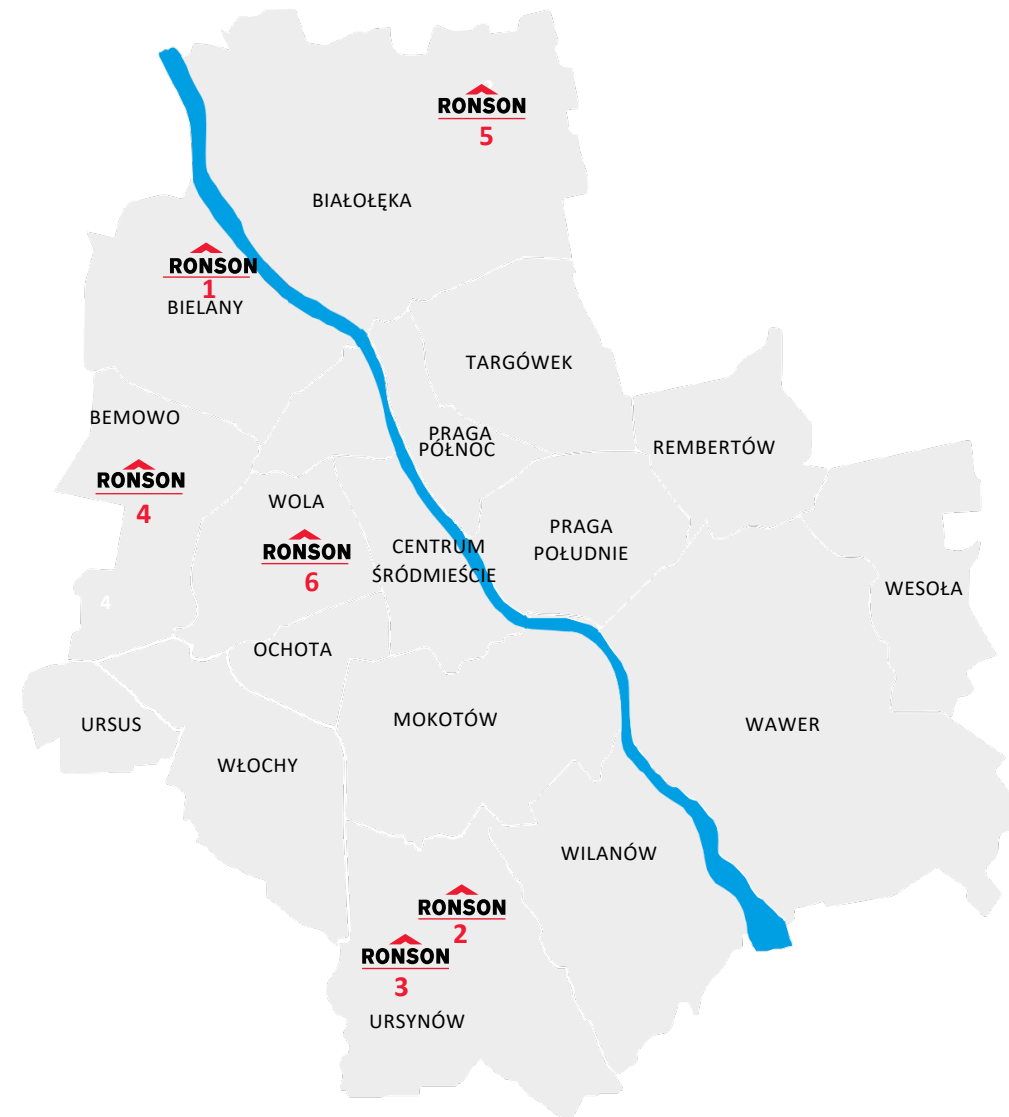 RONSON
5
BIAŁOŁĘKA
RONSON
1
BIELANY
TARGÓWEK
BEMOWO
PRAGA
PÓŁNOC
REMBERTÓW
RONSON
4
WOLA
RONSON
6
CENTRUM
ŚRÓDMIEŚCIE
PRAGA
POŁUDNIE
WESOŁA
4
OCHOTA
URSUS
MOKOTÓW
WAWER
WŁOCHY
WILANÓW
RONSON
2
RONSON
3
URSYNÓW